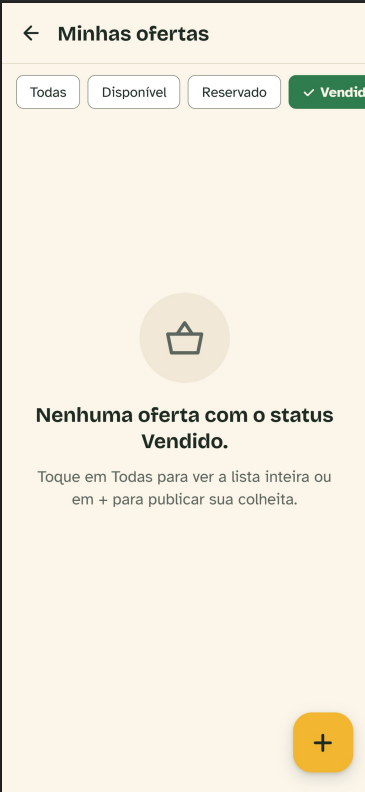 Minhas ofertas
Todas
Disponível
Reservado
Vendid
Nenhuma oferta com o status
Vendido.
Toque em Todas para ver a lista inteira ou
em + para publicar sua colheita.
+